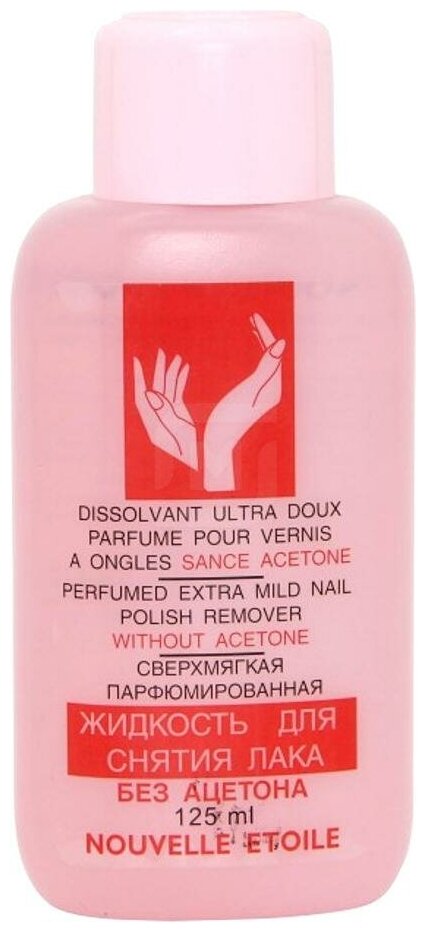 DISSOLVANT ULTRA DOUX
PARFUME POUR VERNIS
A ONGLES SANCE ACETONE
PERFUMED EXTRA MILD NAIL
POLISH REMOVER
WITHOUT ACETONE
СВЕРХМЯГКАЯ
ПАРФЮМИРОВАННАЯ
ЖИДКОСТЬ ДЛЯ
СНЯТИЯ ЛАКА
БЕЗ АЦЕТОНА
125 ml
NOUVELLE ETOILE